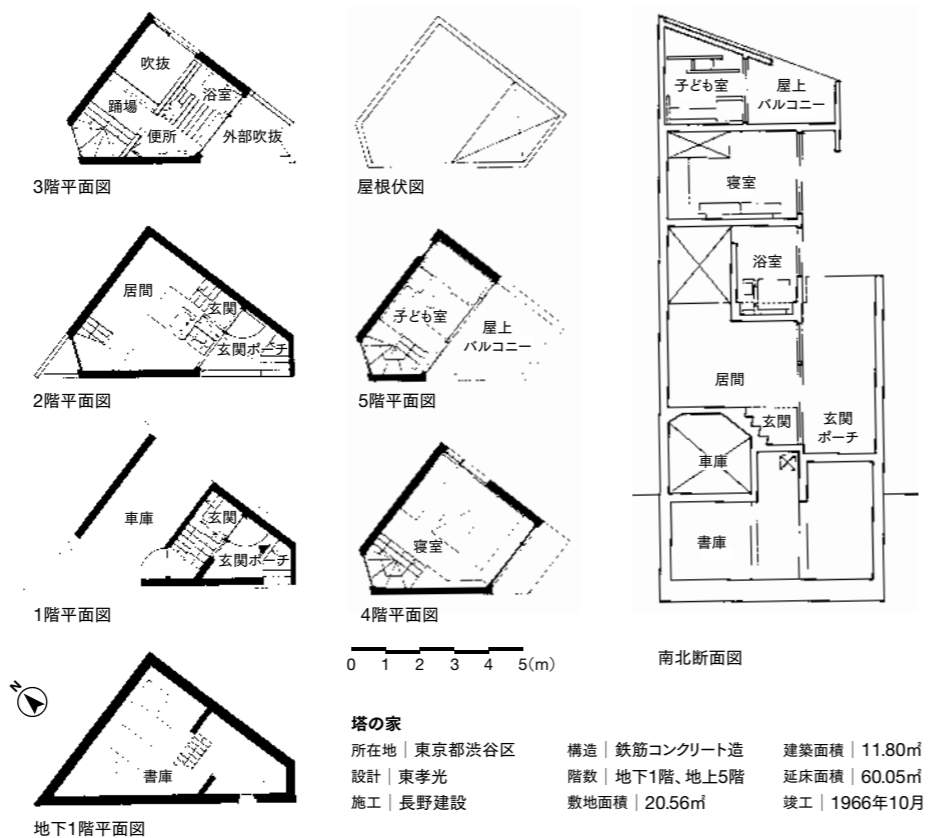 吹抜
浴室
踊場
便所
外部吹抜
3階平面図
屋根伏図
居間
玄関
玄関ポーチ
2階平面図
子ども室
屋上
バルコニー
5階平面図
車庫
玄関
玄関ポーチ
1階平面図
寝室
4階平面図
0 1 2 3 4 5(m)
N
書庫
地下1階平面図
子ども室
屋上
バルコニー
寝室
浴室
居間
玄関
玄関
ポーチ
車庫
書庫
南北断面図
塔の家
所在地｜東京都渋谷区
設計｜東孝光
施工｜長野建設
構造｜鉄筋コンクリート造
階数｜地下1階、地上5階
敷地面積｜20.56㎡
建築面積｜11.80㎡
延床面積｜60.05㎡
竣工｜1966年10月